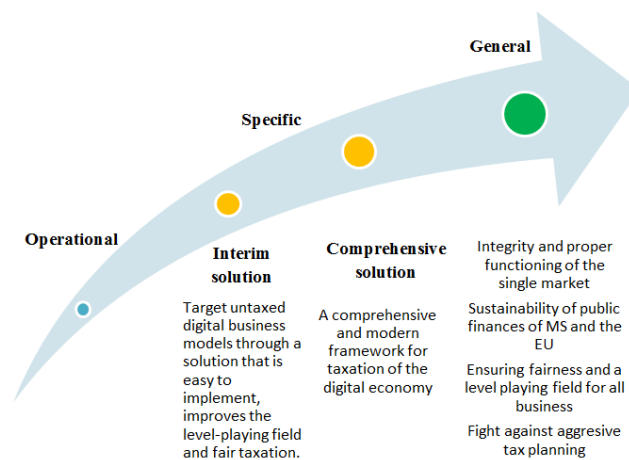 General
Specific
Operational
Interim
solution
Target untaxed
digital business
models through a
solution that is
easy to
implement,
improves the
level-playing field
and fair taxation.
Comprehensive
solution
A comprehensive
and modern
framework for
taxation of the
digital economy
Integrity and proper
functioning of the
single market
Sustainability of public
finances of MS and the
EU
Ensuring fairness and a
level playing field for all
business
Fight against aggresive
tax planning